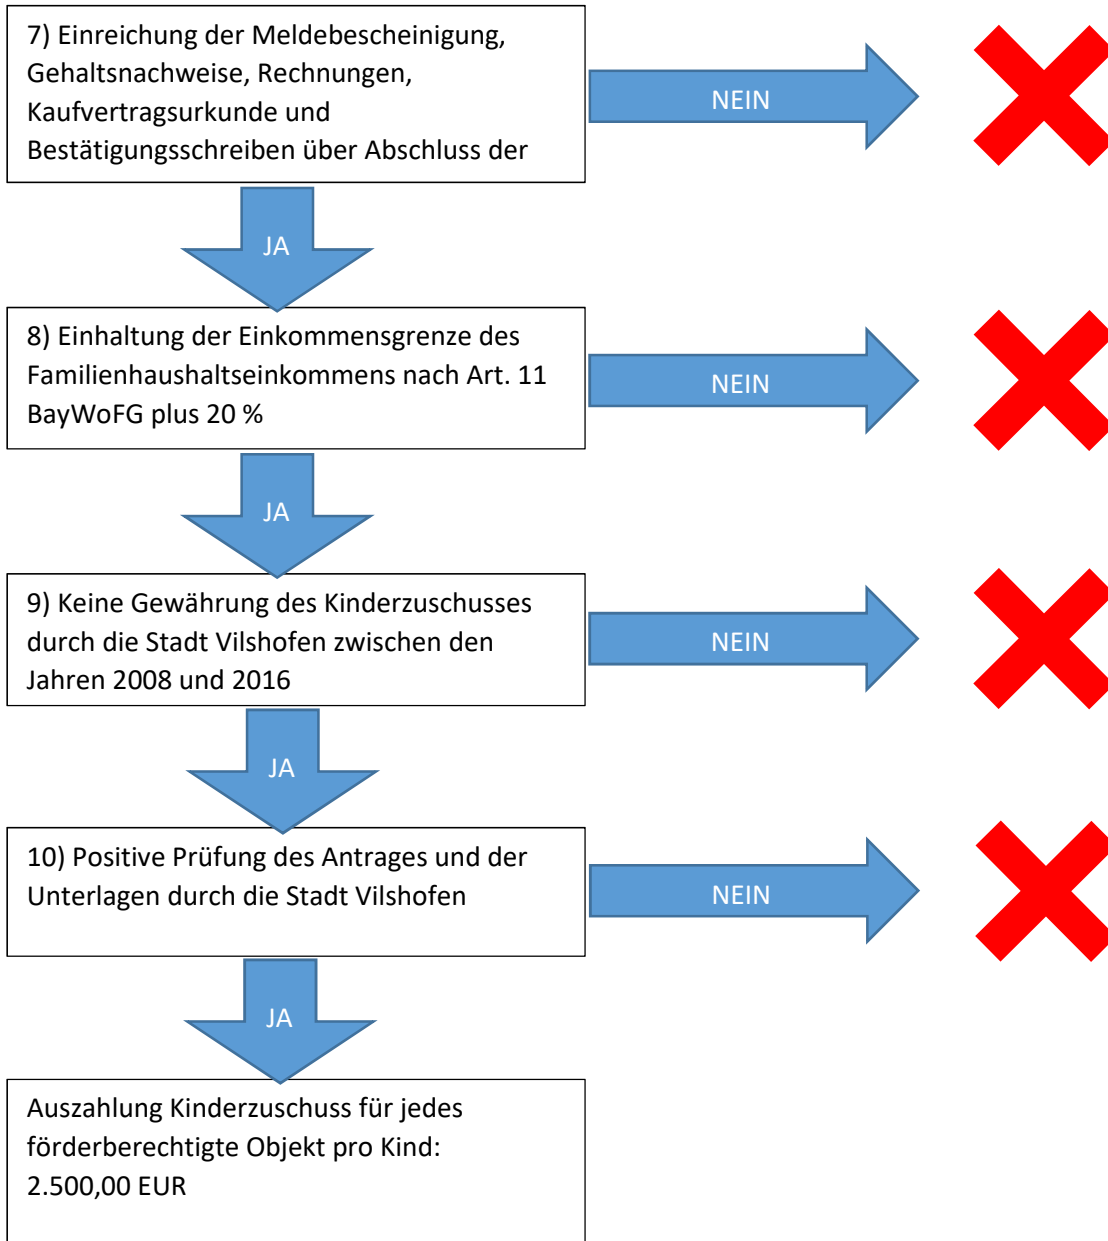 7) Einreichung der Meldebescheinigung,
Gehaltsnachweise, Rechnungen,
Kaufvertragsurkunde und
Bestätigungsschreiben über Abschluss der
NEIN
JA
8) Einhaltung der Einkommensgrenze des
Familienhaushaltseinkommens nach Art. 11
BayWoFG plus 20 %
NEIN
JA
9) Keine Gewährung des Kinderzuschusses
durch die Stadt Vilshofen zwischen den
Jahren 2008 und 2016
NEIN
JA
10) Positive Prüfung des Antrages und der
Unterlagen durch die Stadt Vilshofen
NEIN
JA
Auszahlung Kinderzuschuss für jedes
förderberechtigte Objekt pro Kind:
2.500,00 EUR